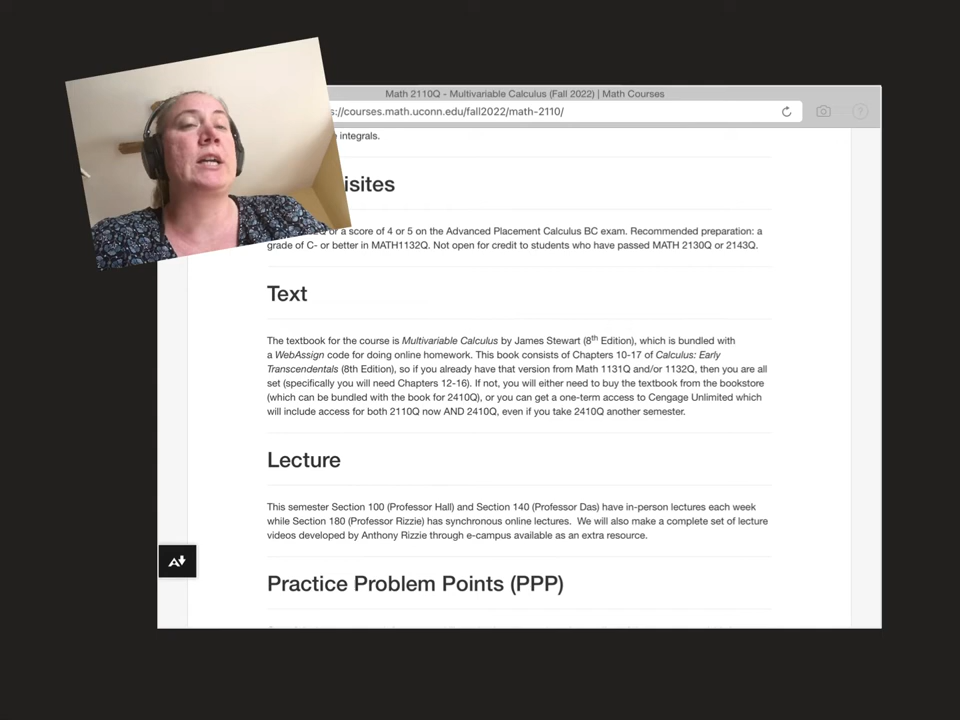 Math 2110Q - Multivariable Calculus (Fall 2022) | Math Courses
s://courses.math.uconn.edu/fall2022/math-2110/
integrals.
isites
or a score of 4 or 5 on the Advanced Placement Calculus BC exam. Recommended preparation: a
grade of C- or better in MATH1132Q. Not open for credit to students who have passed MATH 2130Q or 2143Q.
Text
The textbook for the course is Multivariable Calculus by James Stewart (8th Edition), which is bundled with
a WebAssign code for doing online homework. This book consists of Chapters 10-17 of Calculus: Early
Transcendentals (8th Edition), so if you already have that version from Math 1131Q and/or 1132Q, then you are all
set (specifically you will need Chapters 12-16). If not, you will either need to buy the textbook from the bookstore
(which can be bundled with the book for 2410Q), or you can get a one-term access to Cengage Unlimited which
will include access for both 2110Q now AND 2410Q, even if you take 2410Q another semester.
Lecture
This semester Section 100 (Professor Hall) and Section 140 (Professor Das) have in-person lectures each week
while Section 180 (Professor Rizzie) has synchronous online lectures. We will also make a complete set of lecture
videos developed by Anthony Rizzie through e-campus available as an extra resource.
Practice Problem Points (PPP)